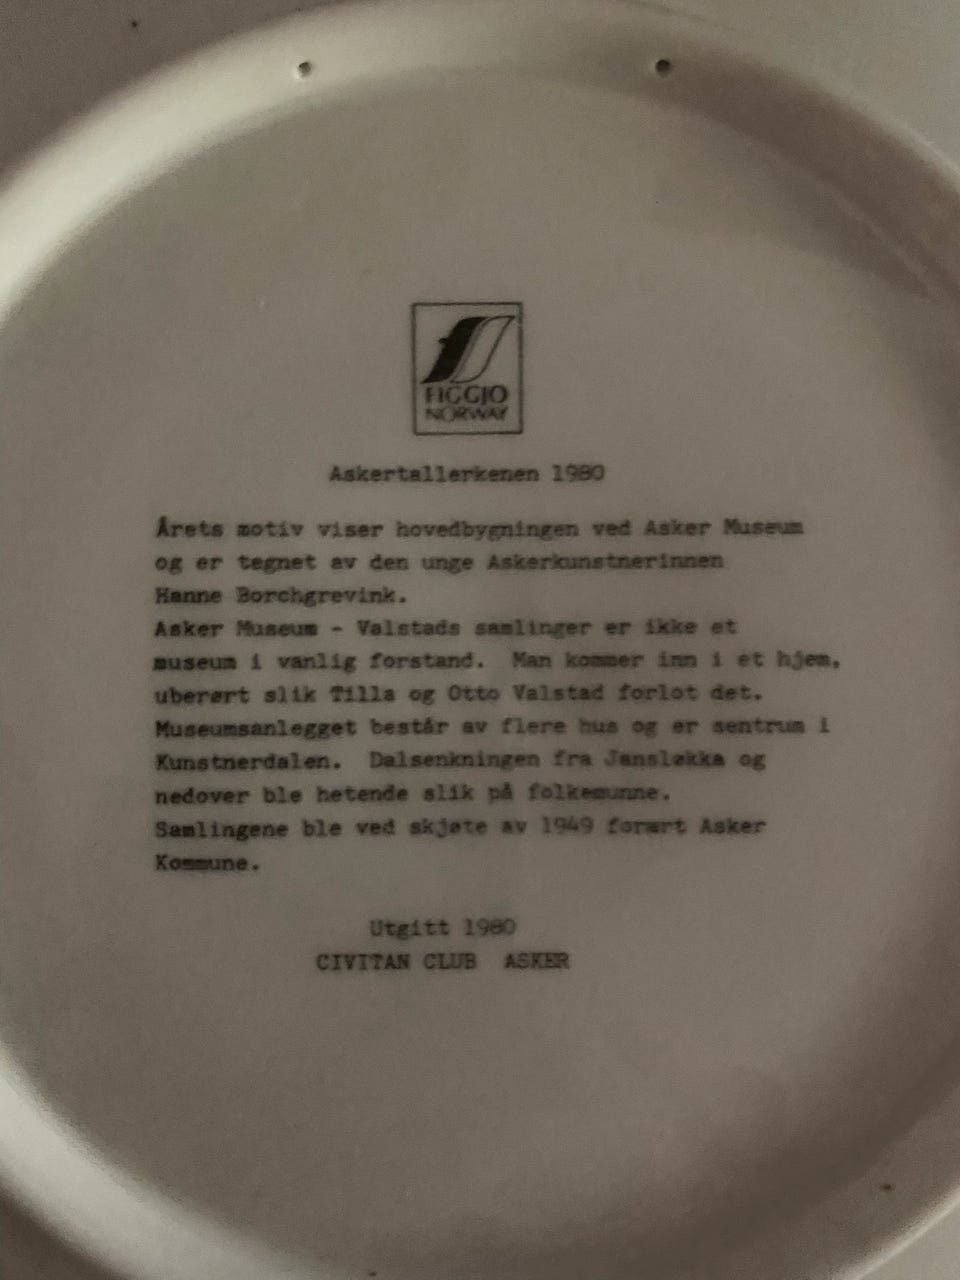 FIGGJO
NORWAY
Askertallerkenen 1980
Årets motiv viser hovedbygningen ved Asker Museum
og er tegnet av den unge Askerkunstnerinnen
Hanne Borchgrevink.
Asker Museum - Valstads samlinger er ikke et
museum i vanlig forstand. Man kommer inn i et hjem,
uberørt slik Tilla og Otto Valstad forlot det.
Museumsanlegget består av flere hus og er sentrum i
Kunstnerdalen. Dalsenkningen fra Jansløkka og
nedover ble hetende slik på folkemunne.
Samlingene ble ved skjøte av 1949 forært Asker
Kommune.
Utgitt 1980
CIVITAN CLUB ASKER